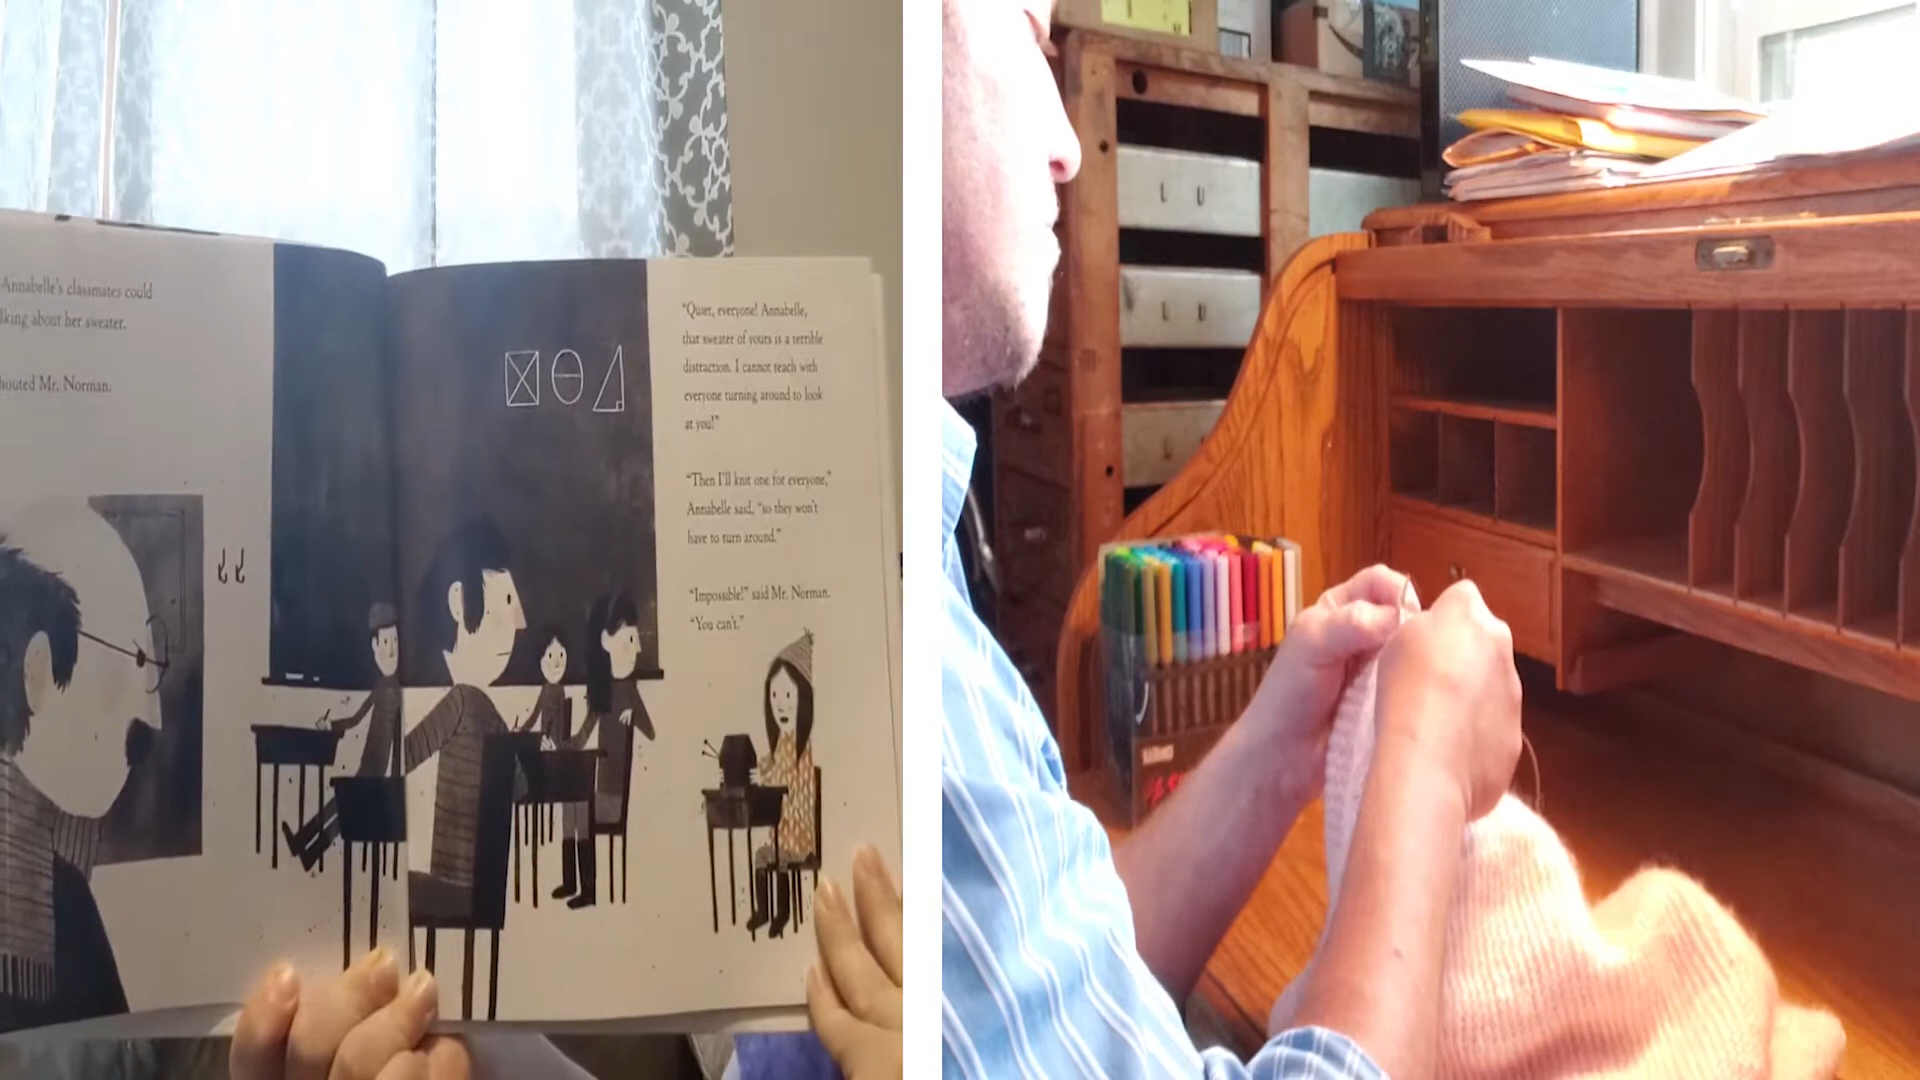 Annabelle's classmates could
lking about her sweater.
houted Mr. Norman.
"Quiet, everyone! Annabelle,
that sweater of yours is a terrible
distraction. I cannot teach with
everyone turning around to look
at you!"
"Then I'll knit one for everyone,"
Annabelle said, "so they won't
have to turn around."
"Impossible!" said Mr. Norman.
"You can't."